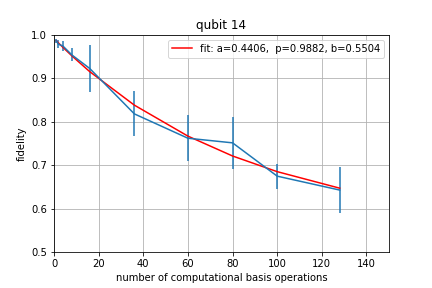 qubit 14
fit: a=0.4406,  p=0.9882, b=0.5504
1.0
0.9
0.8
0.7
0.6
0.5
fidelity
0 20 40 60 80 100 120 140
number of computational basis operations